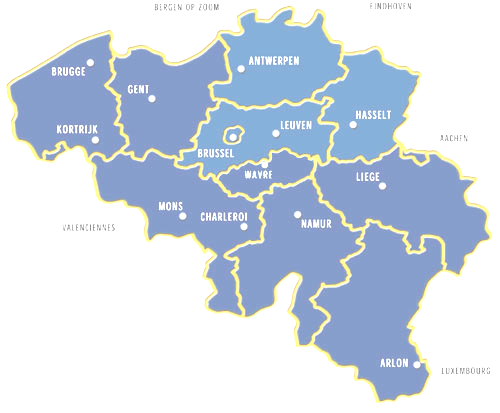 BERGEN OP ZOOM
EINDHOVEN
BRUGGE
ANTWERPEN
GENT
KORTRIJK
HASSELT
LEUVEN
AACHEN
BRUSSEL
WAVRE
LIEGE
MONS
CHARLEROI
NAMUR
VALENCIENNES
ARLON
LUXEMBOURG